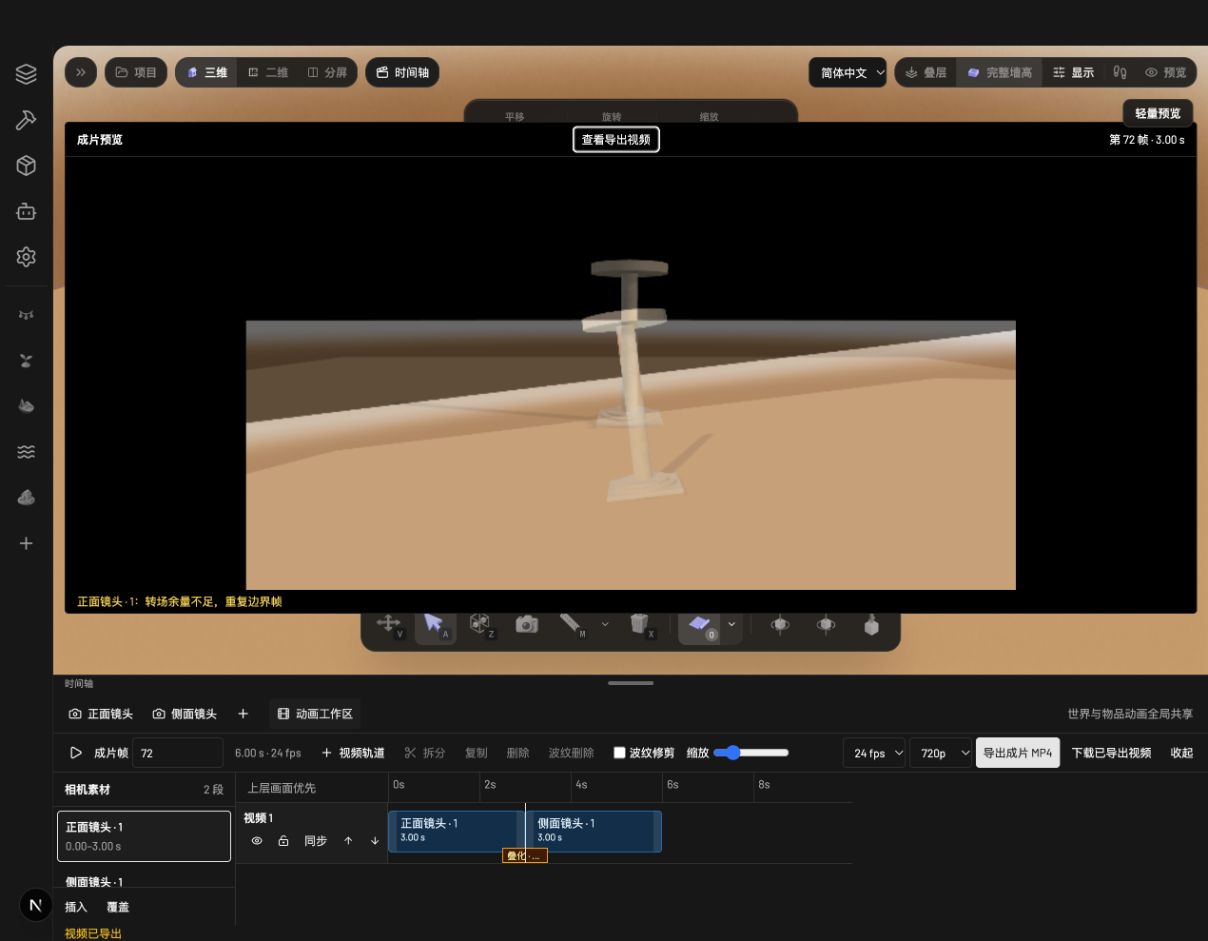 项目
三维
二维
分屏
时间轴
简体中文
叠层
完整墙高
显示
预览
平移
旋转
缩放
轻量预览
成片预览
查看导出视频
第 72 帧 · 3.00 s
正面镜头 · 1：转场余量不足，重复边界帧
V
A
Z
M
X
0
时间轴
正面镜头
侧面镜头
动画工作区
世界与物品动画全局共享
成片帧
72
6.00 s · 24 fps
视频轨道
拆分
复制
删除
波纹删除
波纹修剪
缩放
24 fps
720p
导出成片 MP4
下载已导出视频
收起
相机素材
2 段
上层画面优先
0s
2s
4s
6s
8s
正面镜头 · 1
0.00–3.00 s
视频 1
同步
正面镜头 · 1
3.00 s
侧面镜头 · 1
3.00 s
叠化 · ...
侧面镜头 · 1
N
插入
覆盖
视频已导出